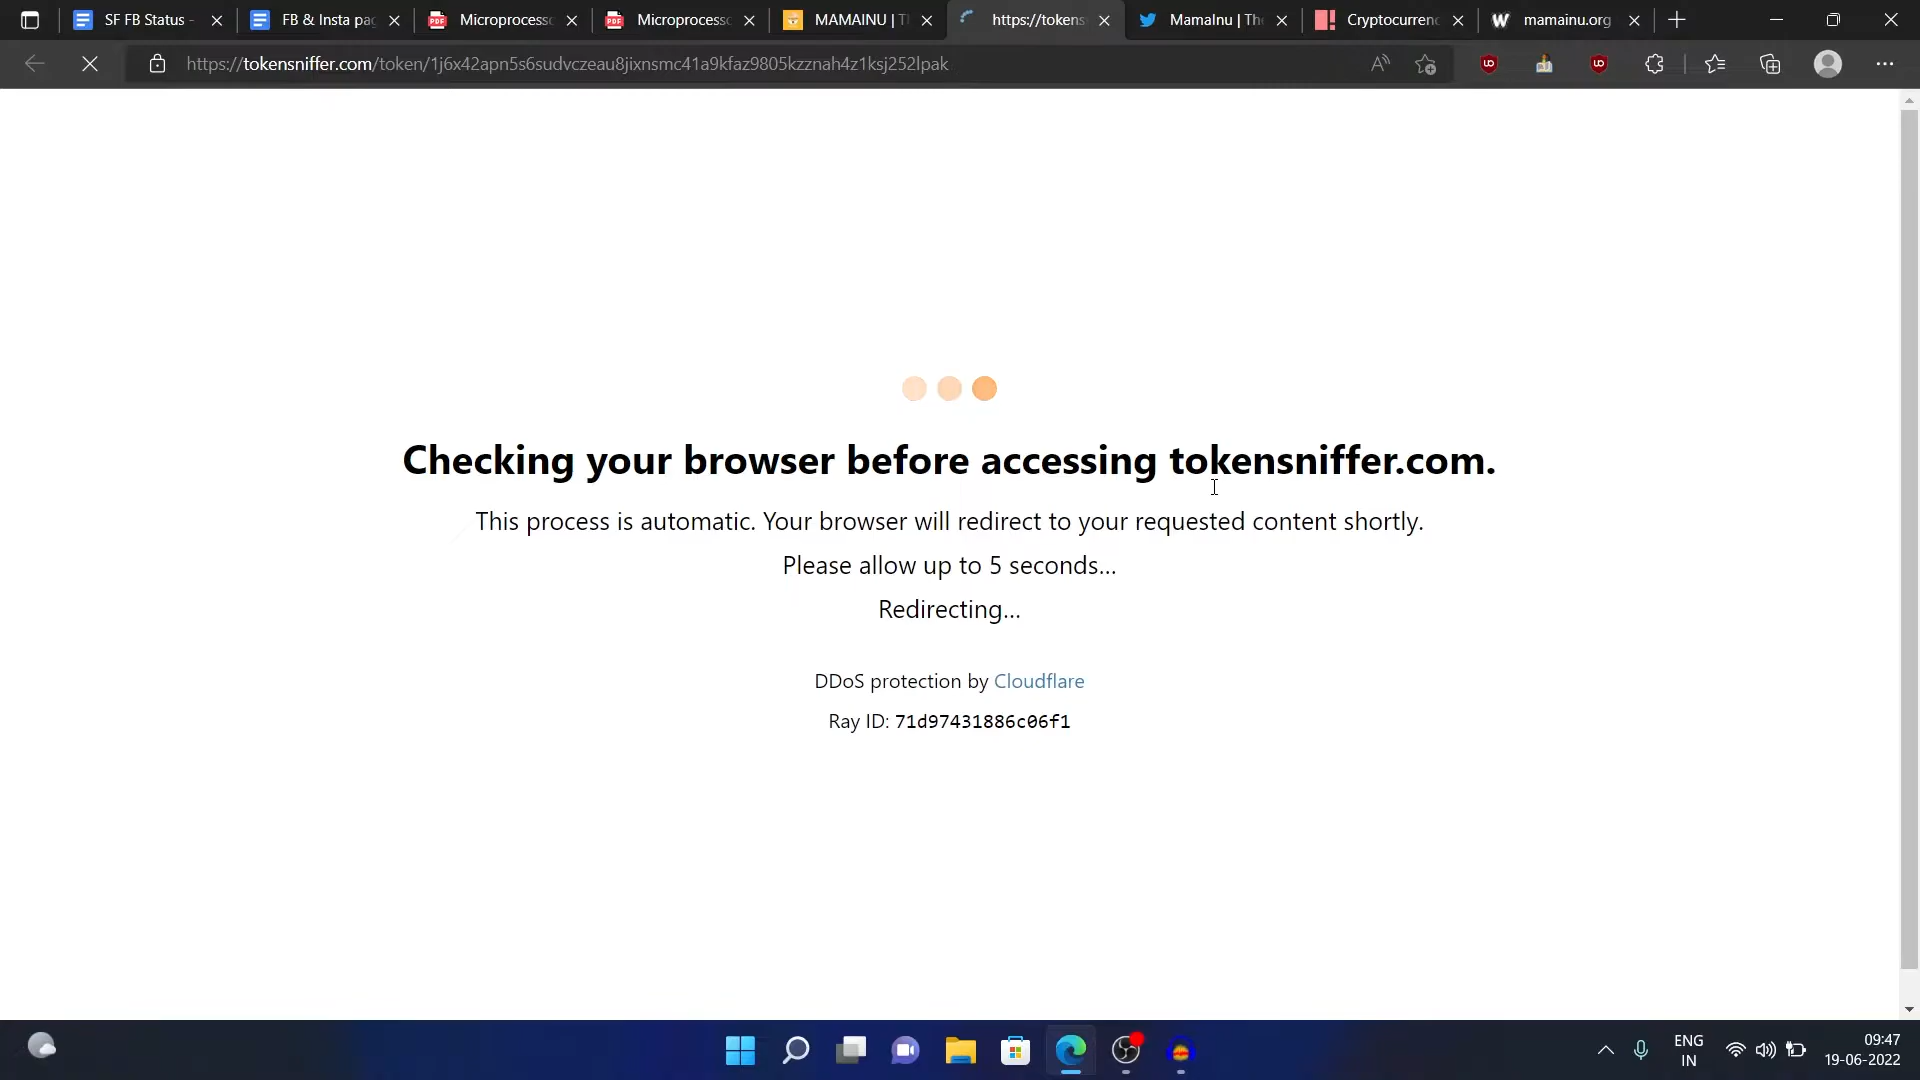 SF FB Status -
FB & Insta pa
Microprocess
Microprocess
MAMAINU | T
https://tokens
MamaInu | The
Cryptocurren
mamainu.org
https://tokensniffer.com/token/1j6x42apn5s6sudvczeau8jixnsmc41a9kfaz9805kzznah4z1ksj252lpak
Checking your browser before accessing tokensniffer.com.
This process is automatic. Your browser will redirect to your requested content shortly.
Please allow up to 5 seconds...
Redirecting...
DDoS protection by Cloudflare
Ray ID: 71d97431886c06f1
ENG
IN
09:47
19-06-2022